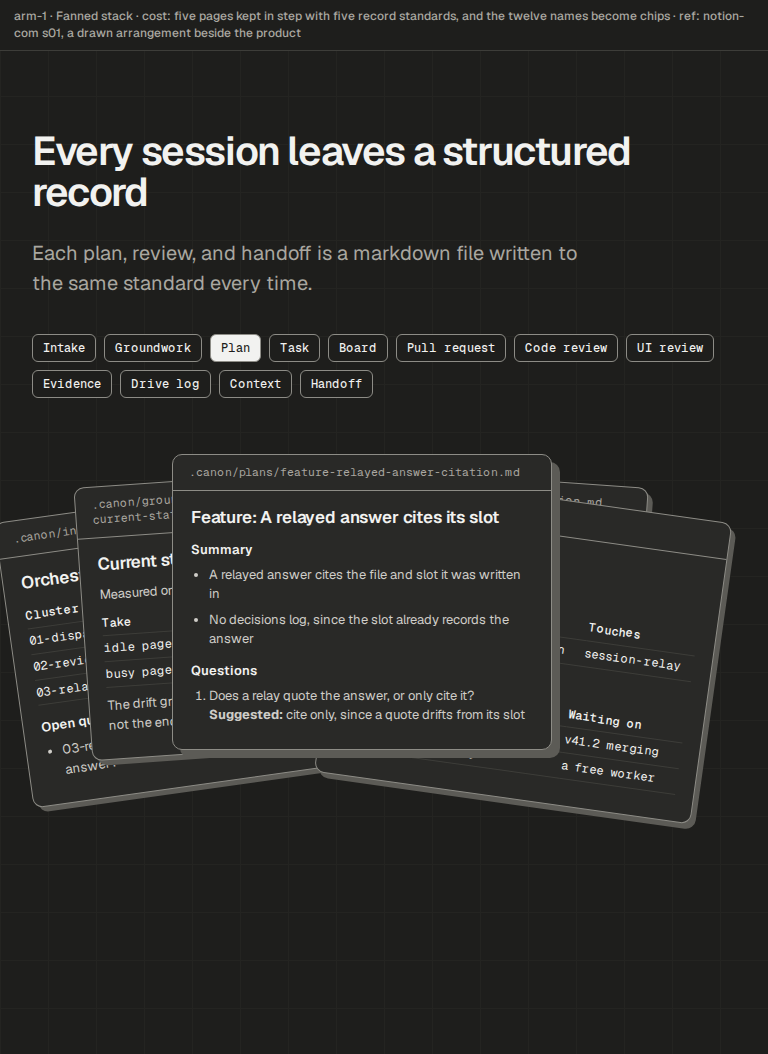 arm-1 · Fanned stack · cost: five pages kept in step with five record standards, and the twelve names become chips · ref: notion-
com s01, a drawn arrangement beside the product
Every session leaves a structured
record
Each plan, review, and handoff is a markdown file written to
the same standard every time.
Intake Groundwork Plan Task Board Pull request Code review UI review
Evidence Drive log Context Handoff
.canon/in
Orches
Cluster
01-disp
02-revi
03-rela
Open qu
03-re
answer.
.canon/grou
current-stat
Current st
Measured on
Take
idle page
busy page
The drift gr
not the end
.canon/plans/feature-relayed-answer-citation.md
Feature: A relayed answer cites its slot
Summary
• A relayed answer cites the file and slot it was written
in
• No decisions log, since the slot already records the
answer
Questions
1. Does a relay quote the answer, or only cite it?
Suggested: cite only, since a quote drifts from its slot
Touches
session-relay
Waiting on
v41.2 merging
a free worker